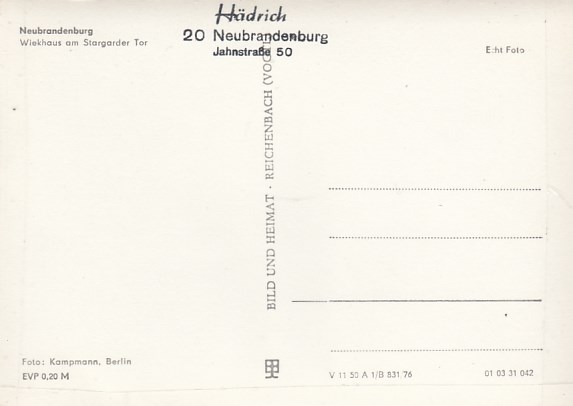 Hädrich
20 Neubrandenburg
Jahnstraße 50
Neubrandenburg
Wiekhaus am Stargarder Tor
Echt Foto
BILD UND HEIMAT · REICHENBACH (VOGTL
Foto: Kampmann, Berlin
EVP 0,20 M
V 11 50 A 1/B 831/76
01 03 31 042